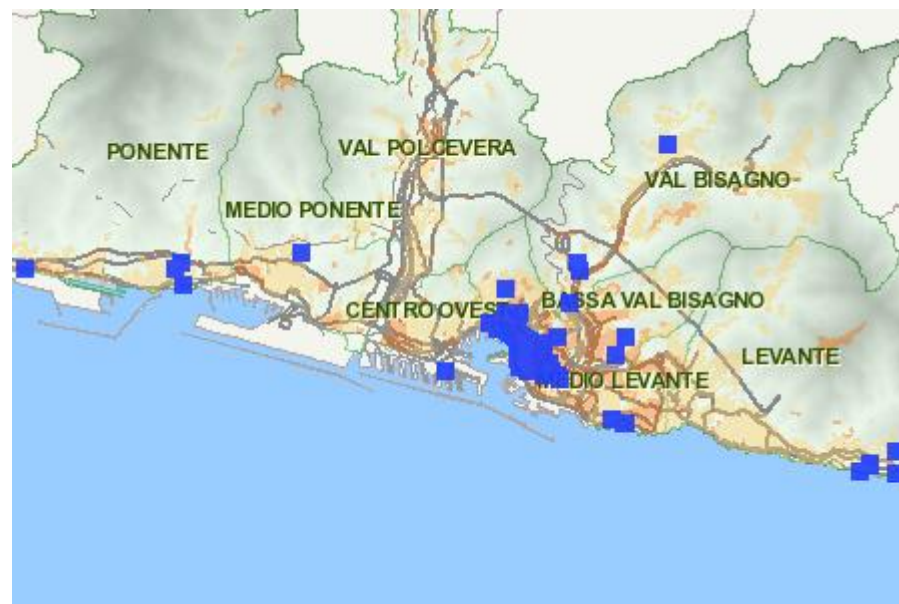 PONENTE
VAL POLCEVERA
VAL BISAGNO
MEDIO PONENTE
CENTRO OVEST
BASSA VAL BISAGNO
LEVANTE
MEDIO LEVANTE